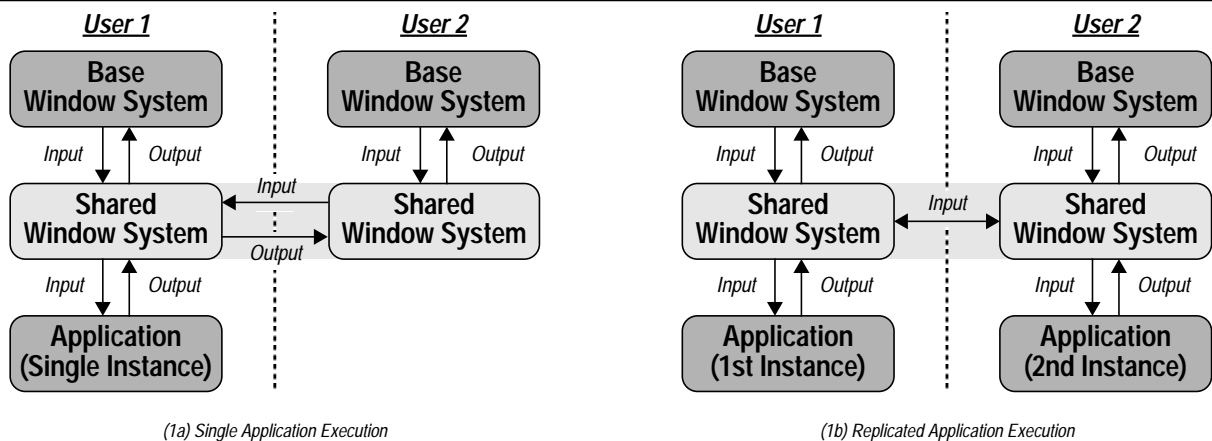 User 1
User 2
Base
Window System
Base
Window System
Input
Output
Input
Output
Shared
Window System
Input
Output
Shared
Window System
Input
Output
Application
(Single Instance)
(1a) Single Application Execution
User 1
User 2
Base
Window System
Base
Window System
Input
Output
Input
Output
Shared
Window System
Input
Shared
Window System
Input
Output
Input
Output
Application
(1st Instance)
Application
(2nd Instance)
(1b) Replicated Application Execution